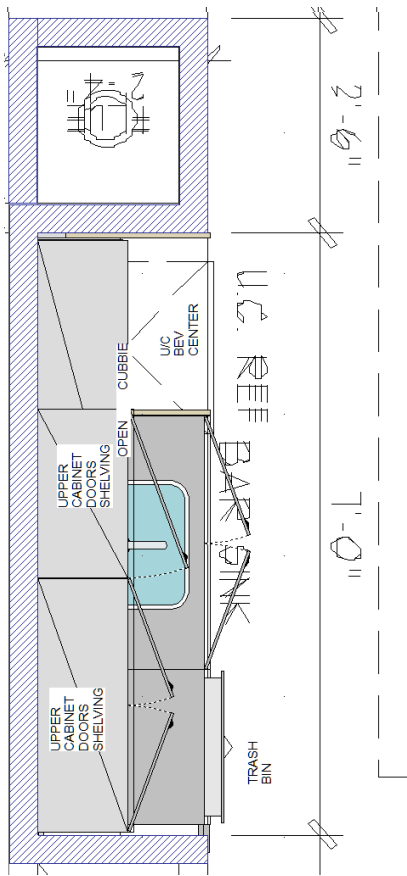 2'-6"
CUBBIE
U/C
BEV
CENTER
U.C. REF BAR SINK
OPEN
UPPER
CABINET
DOORS
SHELVING
7'-0"
UPPER
CABINET
DOORS
SHELVING
TRASH
BIN